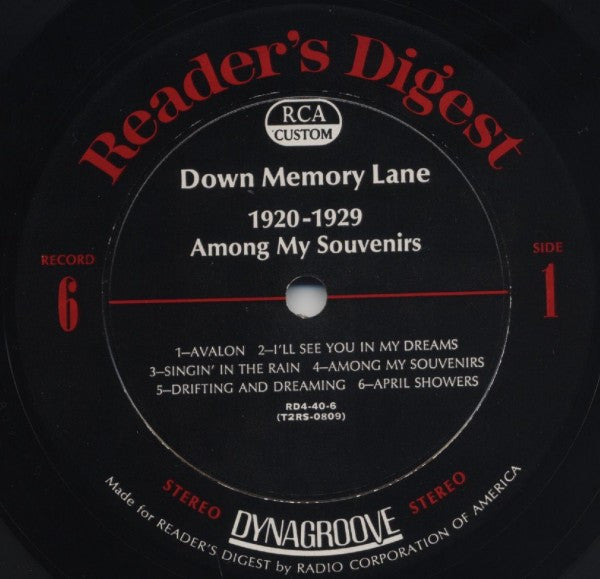 Reader's Digest
RCA
CUSTOM
Down Memory Lane
1920-1929
Among My Souvenirs
RECORD
6
SIDE
1
1—AVALON 2—I'LL SEE YOU IN MY DREAMS
3—SINGIN' IN THE RAIN 4—AMONG MY SOUVENIRS
5—DRIFTING AND DREAMING 6—APRIL SHOWERS
RD4-40-6
(T2RS-0809)
STEREO DYNAGROOVE STEREO
Made for READER'S DIGEST by RADIO CORPORATION OF AMERICA